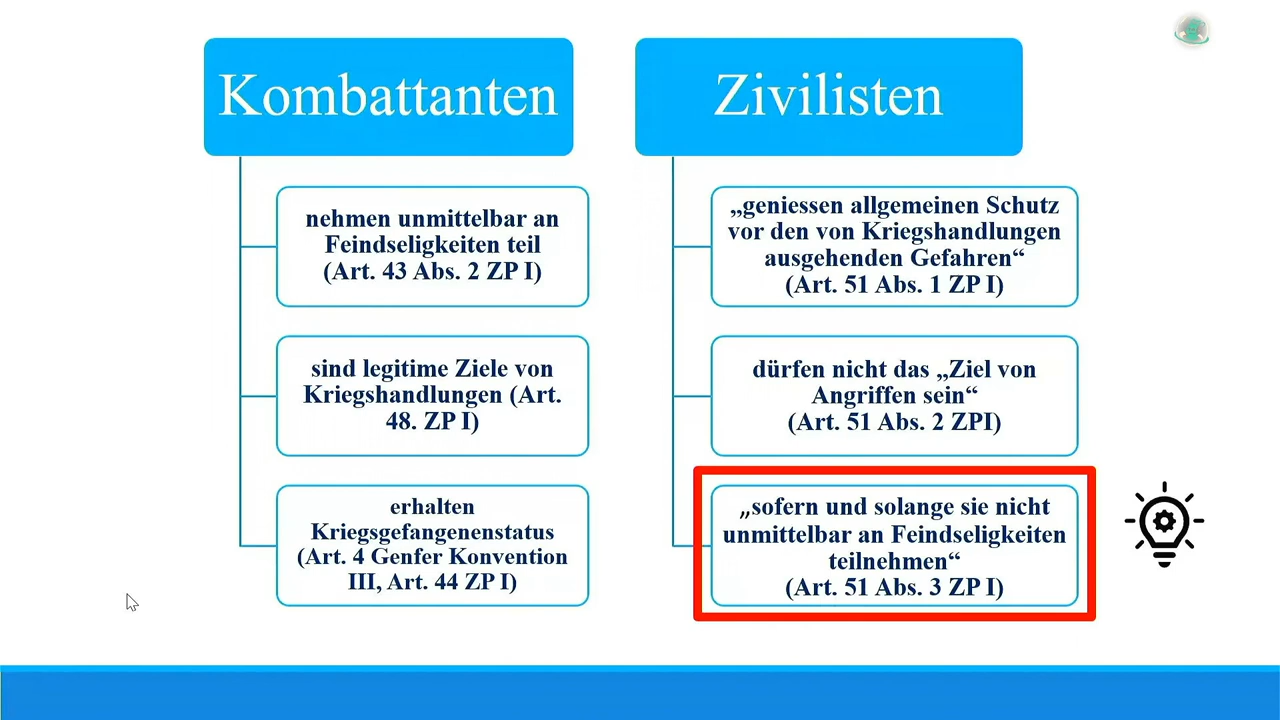 Kombattanten
nehmen unmittelbar an
Feindseligkeiten teil
(Art. 43 Abs. 2 ZP I)
sind legitime Ziele von
Kriegshandlungen (Art.
48. ZP I)
erhalten
Kriegsgefangenenstatus
(Art. 4 Genfer Konvention
III, Art. 44 ZP I)
Zivilisten
„geniessen allgemeinen Schutz
vor den von Kriegshandlungen
ausgehenden Gefahren“
(Art. 51 Abs. 1 ZP I)
dürfen nicht das „Ziel von
Angriffen sein“
(Art. 51 Abs. 2 ZPI)
„sofern und solange sie nicht
unmittelbar an Feindseligkeiten
teilnehmen“
(Art. 51 Abs. 3 ZP I)